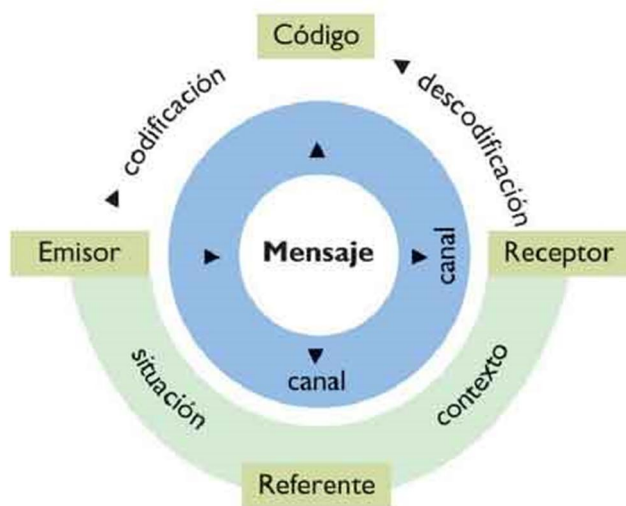 Código
codificación
descodificación
Emisor
Mensaje
canal
Receptor
canal
situación
contexto
Referente